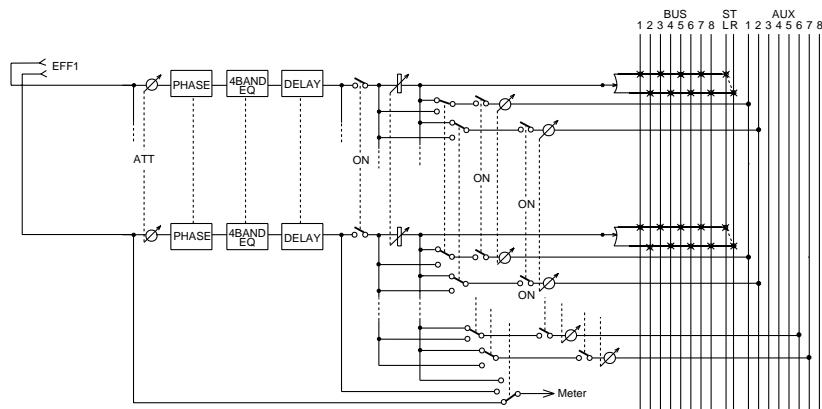 BUS ST AUX
1 2 3 4 5 6 7 8 L R 1 2 3 4 5 6 7 8
EFF1
PHASE 4BAND EQ DELAY
ATT ON
ON
ON
PHASE 4BAND EQ DELAY
ON
Meter